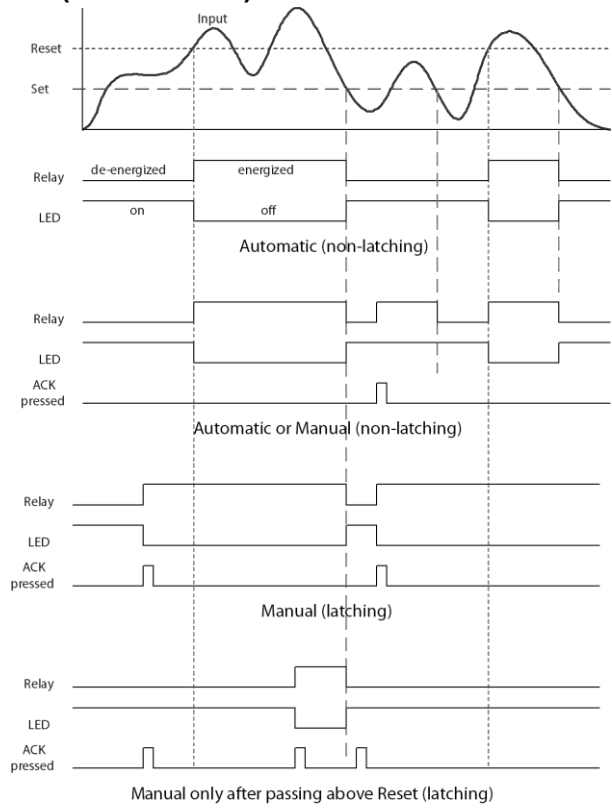 Input
Reset
Set
de-energized energized
Relay
LED
on off
Automatic (non-latching)
Relay
LED
ACK
pressed
Automatic or Manual (non-latching)
Relay
LED
ACK
pressed
Manual (latching)
Relay
LED
ACK
pressed
Manual only after passing above Reset (latching)